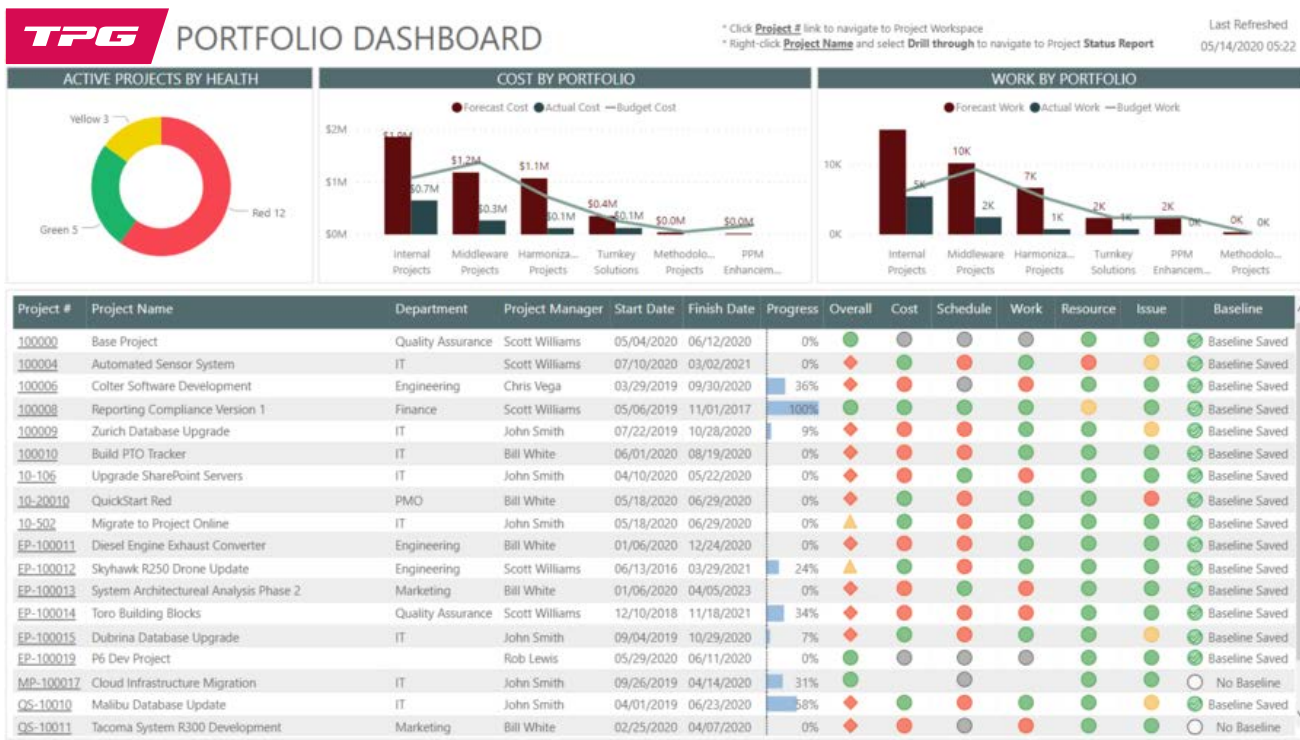 TPG
PORTFOLIO DASHBOARD
* Click Project # link to navigate to Project Workspace
* Right-click Project Name and select Drill through to navigate to Project Status Report
Last Refreshed
05/14/2020 05:22
ACTIVE PROJECTS BY HEALTH
Yellow 3
Green 5
Red 12
COST BY PORTFOLIO
Forecast Cost Actual Cost Budget Cost
$2M
$1M
$0M
$1.9M
$0.7M
$1.2M
$0.3M
$1.1M
$0.1M
$0.4M
$0.1M
$0.0M
$0.0M
Internal Projects
Middleware Projects
Harmoniza... Projects
Turnkey Solutions
Methodolo... Projects
PPM Enhancem...
WORK BY PORTFOLIO
Forecast Work Actual Work Budget Work
10K
0K
5K
10K
2K
7K
1K
2K
1K
2K
0K
0K
0K
Internal Projects
Middleware Projects
Harmoniza... Projects
Turnkey Solutions
PPM Enhancem...
Methodolo... Projects
Project # Project Name Department Project Manager Start Date Finish Date Progress Overall Cost Schedule Work Resource Issue Baseline
100000 Base Project Quality Assurance Scott Williams 05/04/2020 06/12/2020 0% Baseline Saved
100004 Automated Sensor System IT Scott Williams 07/10/2020 03/02/2021 0% Baseline Saved
100006 Colter Software Development Engineering Chris Vega 03/29/2019 09/30/2020 36% Baseline Saved
100008 Reporting Compliance Version 1 Finance Scott Williams 05/06/2019 11/01/2017 100% Baseline Saved
100009 Zurich Database Upgrade IT John Smith 07/22/2019 10/28/2020 9% Baseline Saved
100010 Build PTO Tracker IT Bill White 06/01/2020 08/19/2020 0% Baseline Saved
10-106 Upgrade SharePoint Servers IT John Smith 04/10/2020 05/22/2020 0% Baseline Saved
10-20010 QuickStart Red PMO Bill White 05/18/2020 06/29/2020 0% Baseline Saved
10-502 Migrate to Project Online IT John Smith 05/18/2020 06/29/2020 0% Baseline Saved
EP-100011 Diesel Engine Exhaust Converter Engineering Bill White 01/06/2020 12/24/2020 0% Baseline Saved
EP-100012 Skyhawk R250 Drone Update Engineering Scott Williams 06/13/2016 03/29/2021 24% Baseline Saved
EP-100013 System Architectureal Analysis Phase 2 Marketing Bill White 01/06/2020 04/05/2023 0% Baseline Saved
EP-100014 Toro Building Blocks Quality Assurance Scott Williams 12/10/2018 11/18/2021 34% Baseline Saved
EP-100015 Dubrina Database Upgrade IT John Smith 09/04/2019 10/29/2020 7% Baseline Saved
EP-100019 P6 Dev Project Rob Lewis 05/29/2020 06/11/2020 0% Baseline Saved
MP-100017 Cloud Infrastructure Migration IT John Smith 09/26/2019 04/14/2020 31% No Baseline
QS-10010 Malibu Database Update IT John Smith 04/01/2019 06/23/2020 58% Baseline Saved
QS-10011 Tacoma System R300 Development Marketing Bill White 02/25/2020 04/07/2020 0% No Baseline